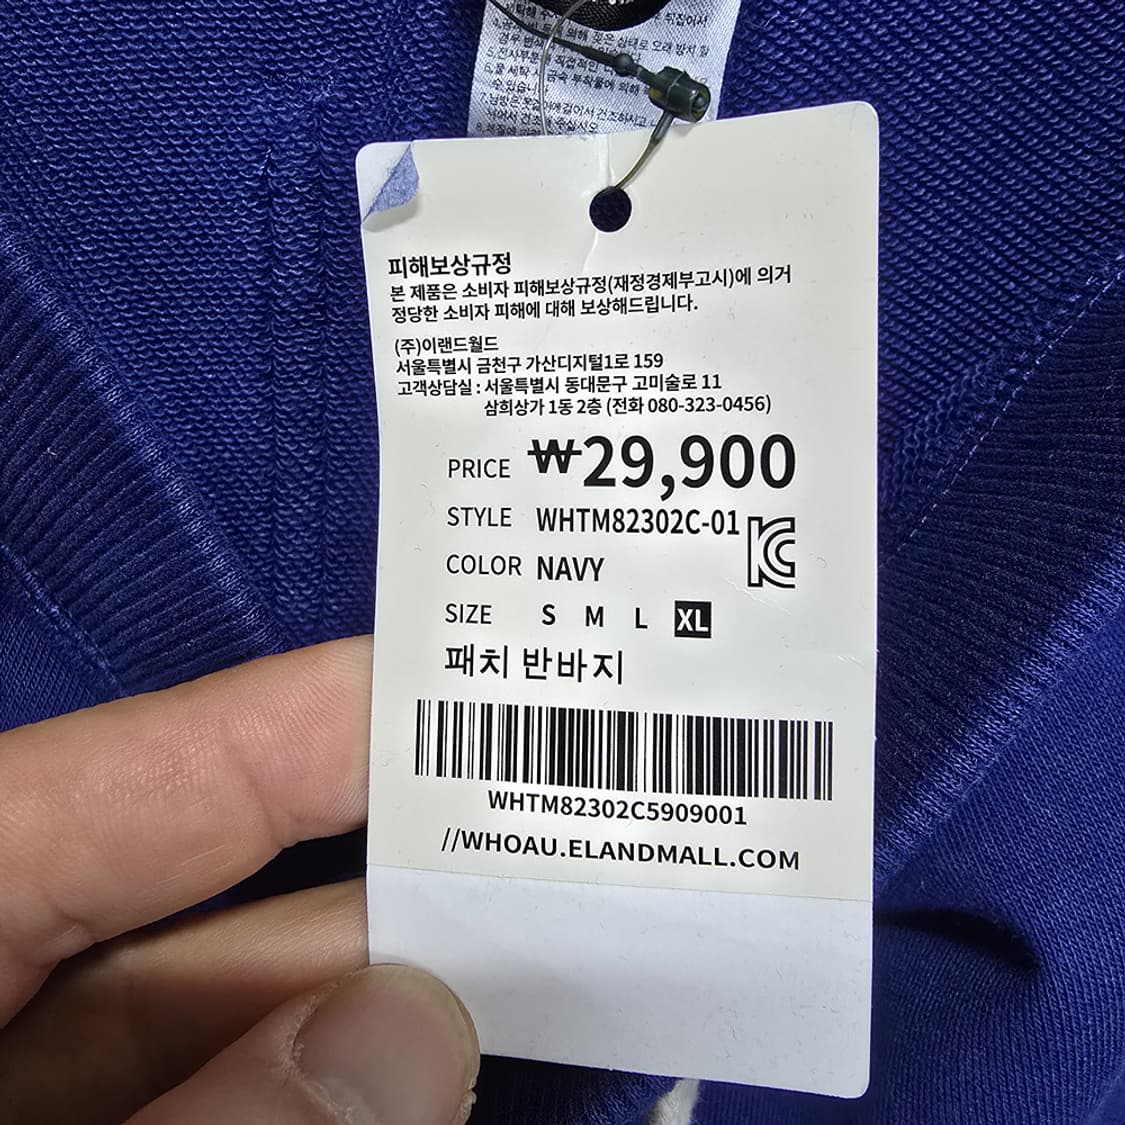 피해보상규정
본 제품은 소비자 피해보상규정(재정경제부고시)에 의거
정당한 소비자 피해에 대해 보상해드립니다.
(주)이랜드월드
서울특별시 금천구 가산디지털1로 159
고객상담실 : 서울특별시 동대문구 고미술로 11
삼희상가 1동 2층 (전화 080-323-0456)
PRICE ₩29,900
STYLE WHTM82302C-01
COLOR NAVY
SIZE S M L XL
패치 반바지
WHTM82302C5909001
//WHOAU.ELANDMALL.COM